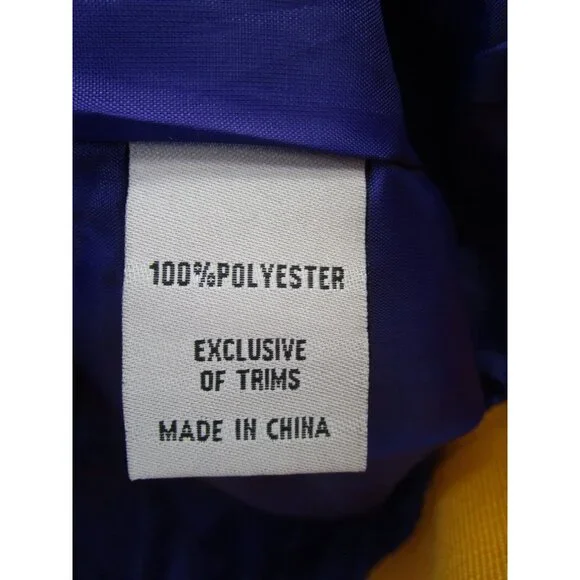 100%POLYESTER
EXCLUSIVE
OF TRIMS
MADE IN CHINA